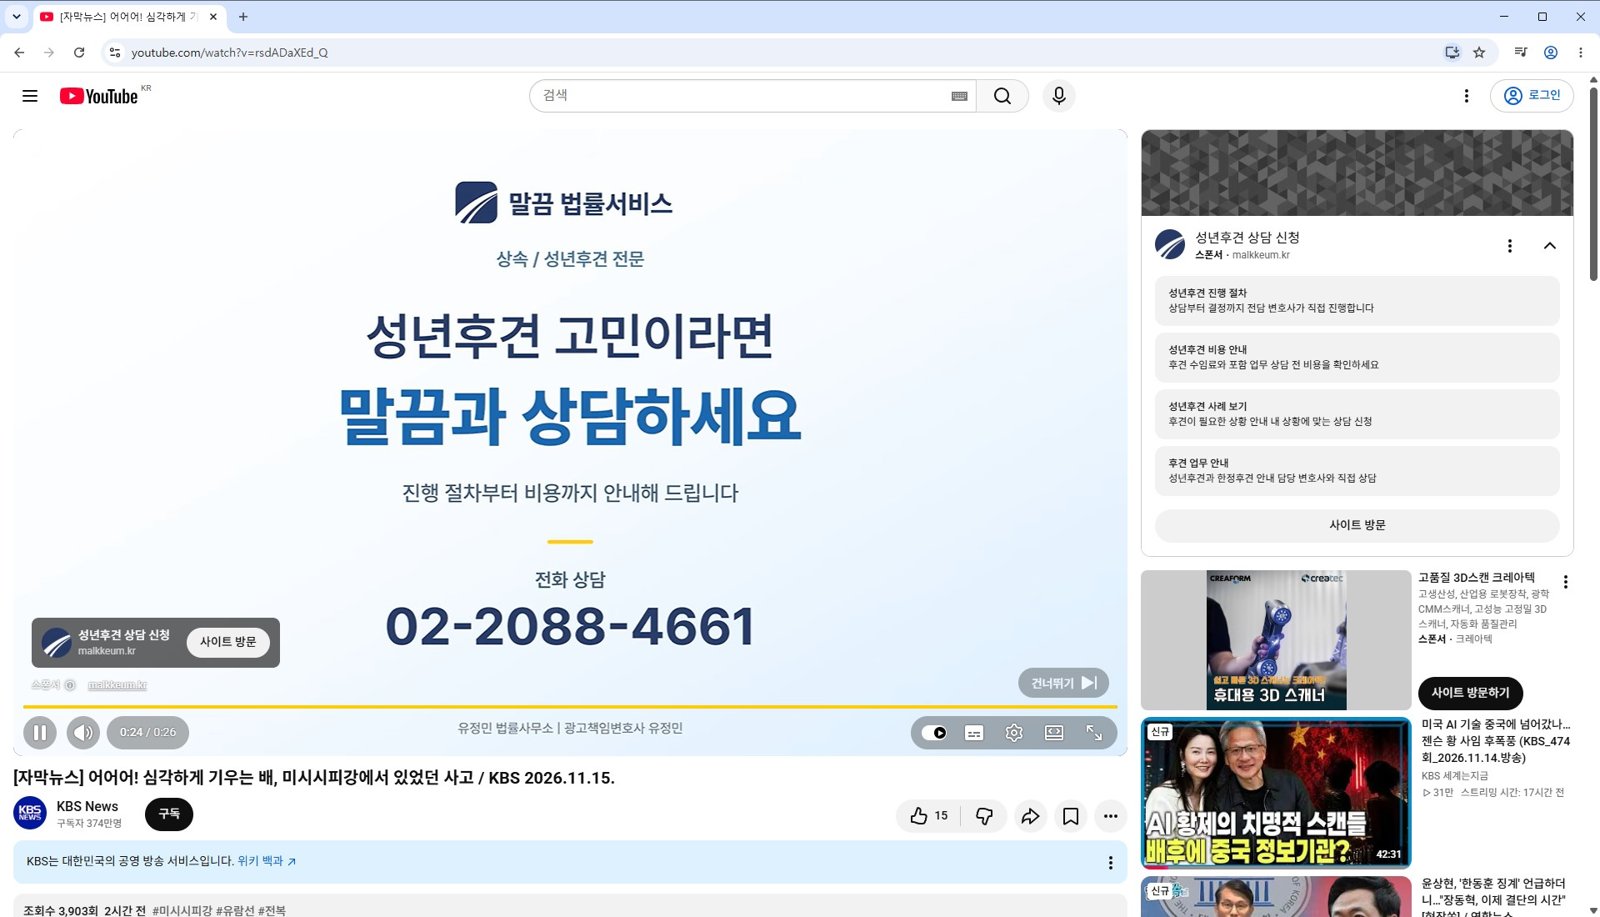 [자막뉴스] 어어어! 심각하게 기
youtube.com/watch?v=rsdADaXEd_Q
YouTube KR
검색
로그인
말끔 법률서비스
상속 / 성년후견 전문
성년후견 고민이라면
말끔과 상담하세요
진행 절차부터 비용까지 안내해 드립니다
전화 상담
02-2088-4661
성년후견 상담 신청
malkkeum.kr
사이트 방문
스폰서
malkkeum.kr
건너뛰기
0:24 / 0:26
유정민 법률사무소 | 광고책임변호사 유정민
[자막뉴스] 어어어! 심각하게 기우는 배, 미시시피강에서 있었던 사고 / KBS 2026.11.15.
KBS NEWS
KBS News
구독자 374만명
구독
15
KBS는 대한민국의 공영 방송 서비스입니다. 위키 백과
조회수 3,903회 2시간 전 #미시시피강 #유람선 #전복
성년후견 상담 신청
스폰서 · malkkeum.kr
성년후견 진행 절차
상담부터 결정까지 전담 변호사가 직접 진행합니다
성년후견 비용 안내
후견 수임료와 포함 업무 상담 전 비용을 확인하세요
성년후견 사례 보기
후견이 필요한 상황 안내 내 상황에 맞는 상담 신청
후견 업무 안내
성년후견과 한정후견 안내 담당 변호사와 직접 상담
사이트 방문
CREAFORM
createc
쉽고 빠른 3D 스캐너는 크레아텍
휴대용 3D 스캐너
고품질 3D스캔 크레아텍
고생산성, 산업용 로봇장착, 광학
CMM스캐너, 고성능 고정밀 3D
스캐너, 자동화 품질관리
스폰서 · 크레아텍
사이트 방문하기
신규
AI 황제의 치명적 스캔들
배후에 중국 정보기관?
42:31
미국 AI 기술 중국에 넘어갔나...
젠슨 황 사임 후폭풍 (KBS_474
회_2026.11.14.방송)
KBS 세계는지금
31만 스트리밍 시간: 17시간 전
신규
윤상현, '한동훈 징계' 언급하더
니..."장동혁, 이제 결단의 시간"